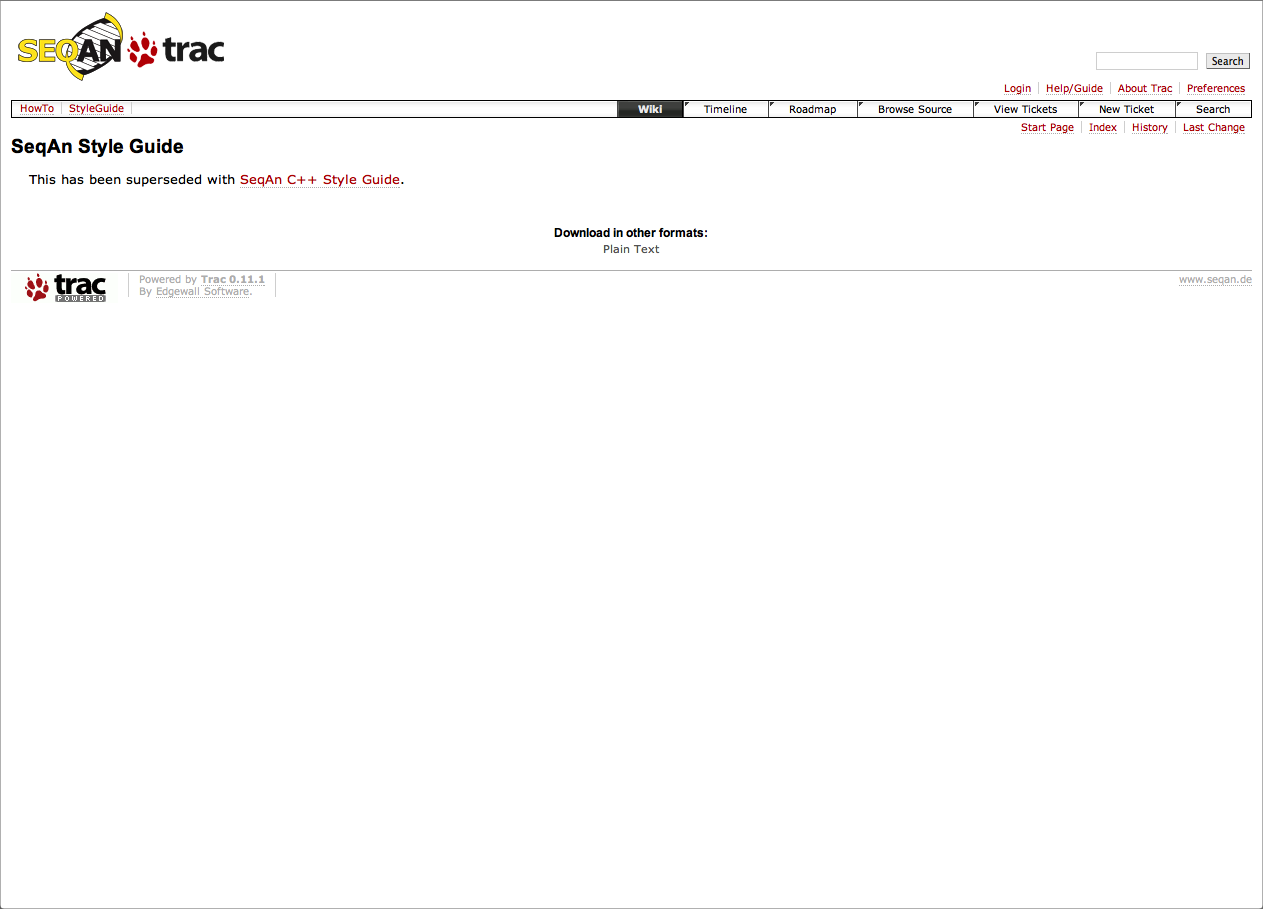 SEQAN trac
Search
Login Help/Guide About Trac Preferences
HowTo StyleGuide Wiki Timeline Roadmap Browse Source View Tickets New Ticket Search
Start Page Index History Last Change
SeqAn Style Guide
This has been superseded with SeqAn C++ Style Guide.
Download in other formats:
Plain Text
trac
POWERED
Powered by Trac 0.11.1
By Edgewall Software.
www.seqan.de